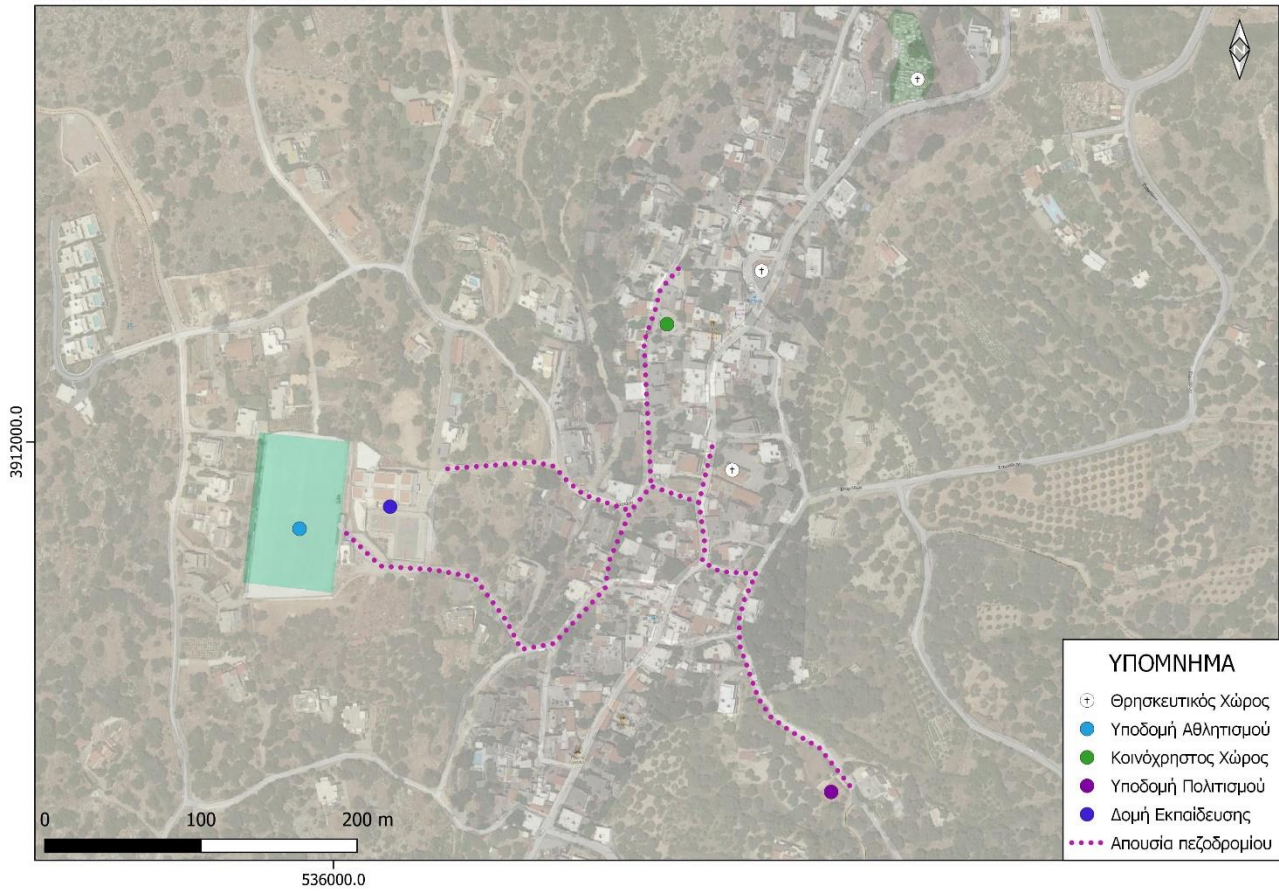 N
3912000.0
0 100 200 m
536000.0
ΥΠΟΜΝΗΜΑ
Θρησκευτικός Χώρος
Υποδομή Αθλητισμού
Κοινόχρηστος Χώρος
Υποδομή Πολιτισμού
Δομή Εκπαίδευσης
Απουσία πεζοδρομίου